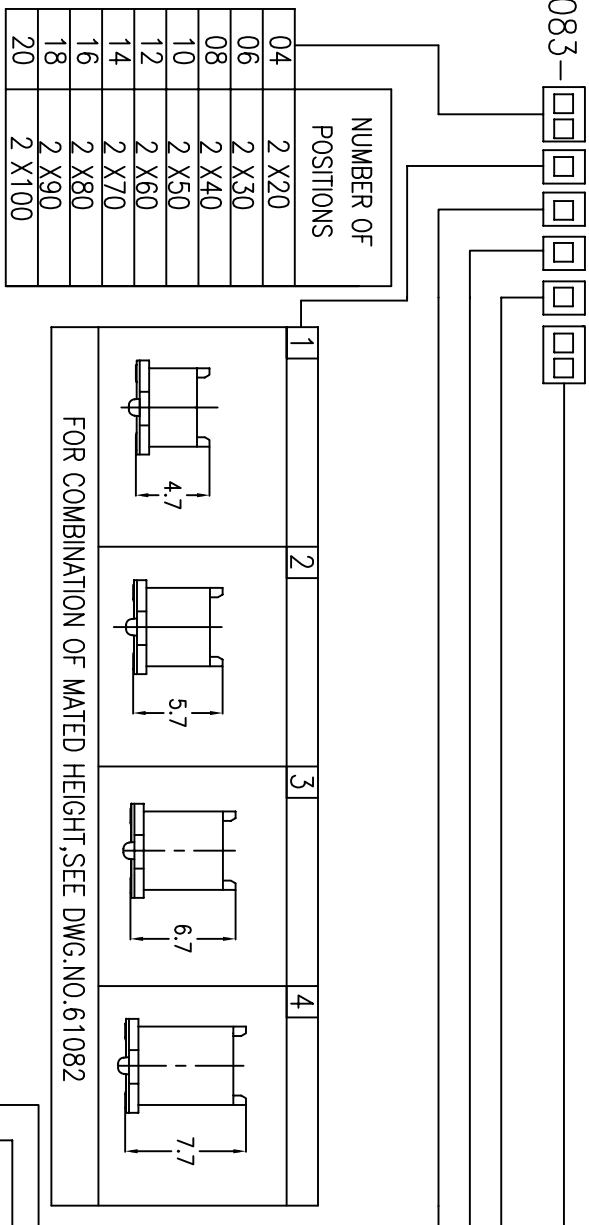 083-
NUMBER OF
POSITIONS
04 2 X20
06 2 X30
08 2 X40
10 2 X50
12 2 X60
14 2 X70
16 2 X80
18 2 X90
20 2 X100
1 2 3 4
4.7 5.7 6.7 7.7
FOR COMBINATION OF MATED HEIGHT,SEE DWG.NO.61082